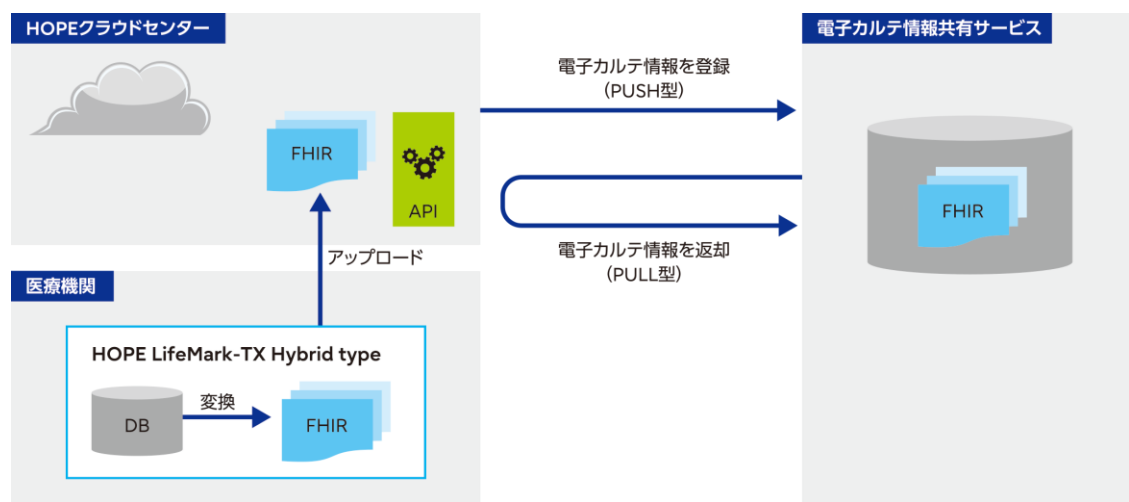 HOPEクラウドセンター
FHIR
API
電子カルテ情報を登録
(PUSH型)
電子カルテ情報を返却
(PULL型)
電子カルテ情報共有サービス
FHIR
アップロード
医療機関
HOPE LifeMark-TX Hybrid type
DB
変換
FHIR